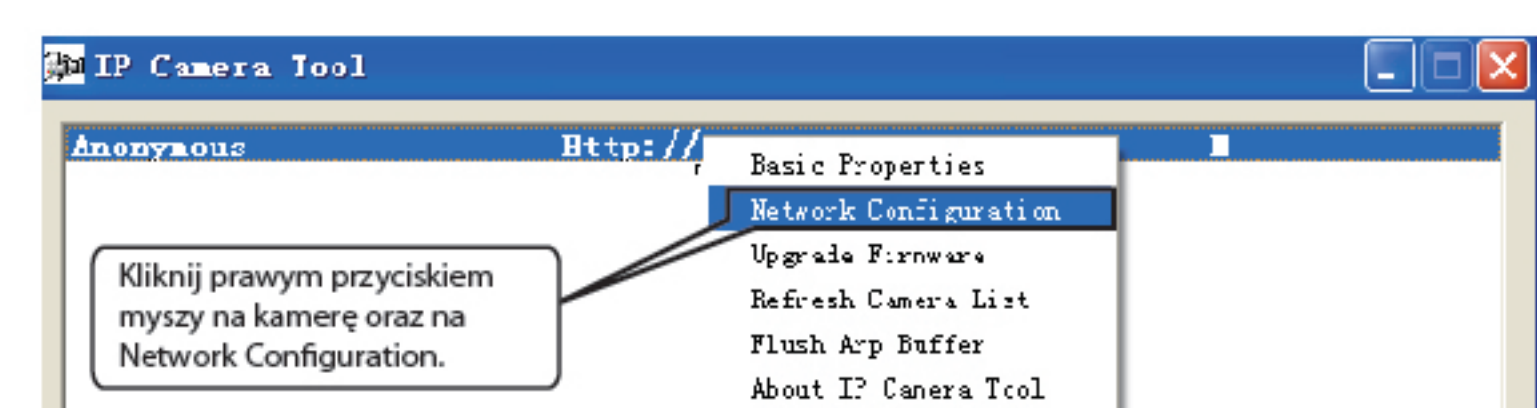 IP Camera Tool
Anonymous Http://
Basic Properties
Network Configuration
Upgrade Firmware
Refresh Camera List
Flush Arp Buffer
About IP Camera Tool
Kliknij prawym przyciskiem
myszy na kamerę oraz na
Network Configuration.